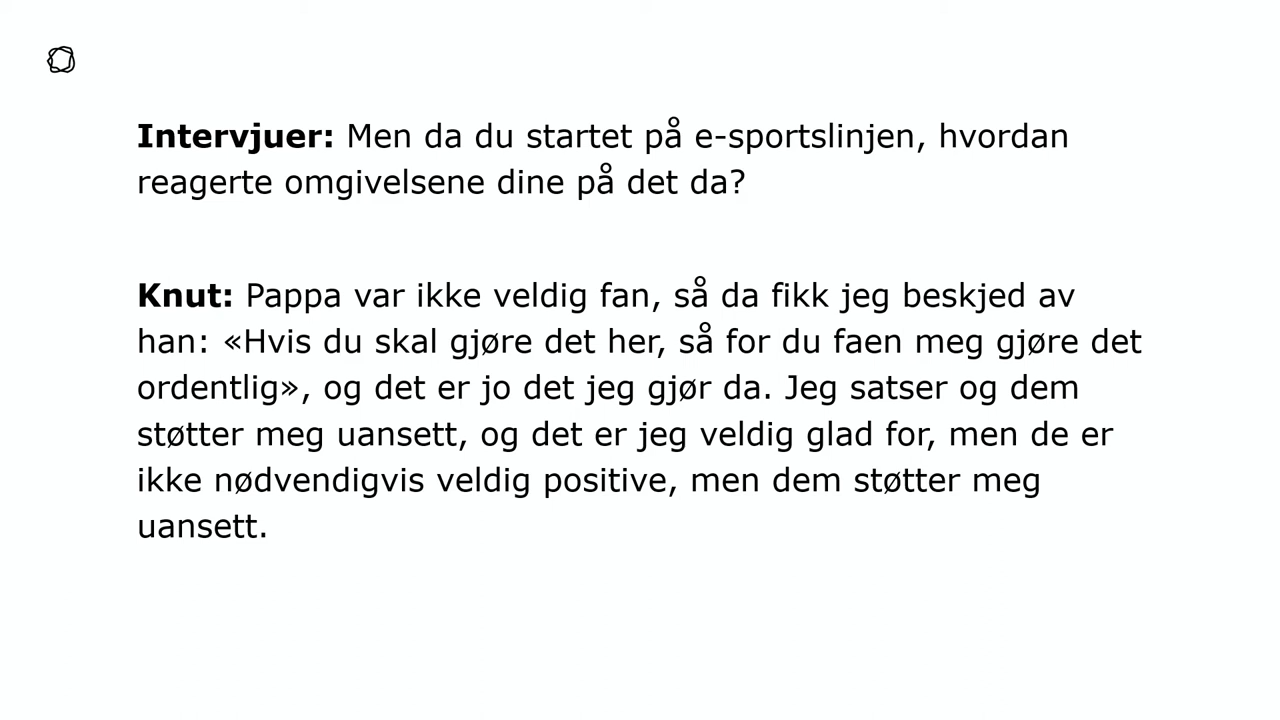 Intervjuer: Men da du startet på e-sportslinjen, hvordan
reagerte omgivelsene dine på det da?
Knut: Pappa var ikke veldig fan, så da fikk jeg beskjed av
han: «Hvis du skal gjøre det her, så for du faen meg gjøre det
ordentlig», og det er jo det jeg gjør da. Jeg satser og dem
støtter meg uansett, og det er jeg veldig glad for, men de er
ikke nødvendigvis veldig positive, men dem støtter meg
uansett.